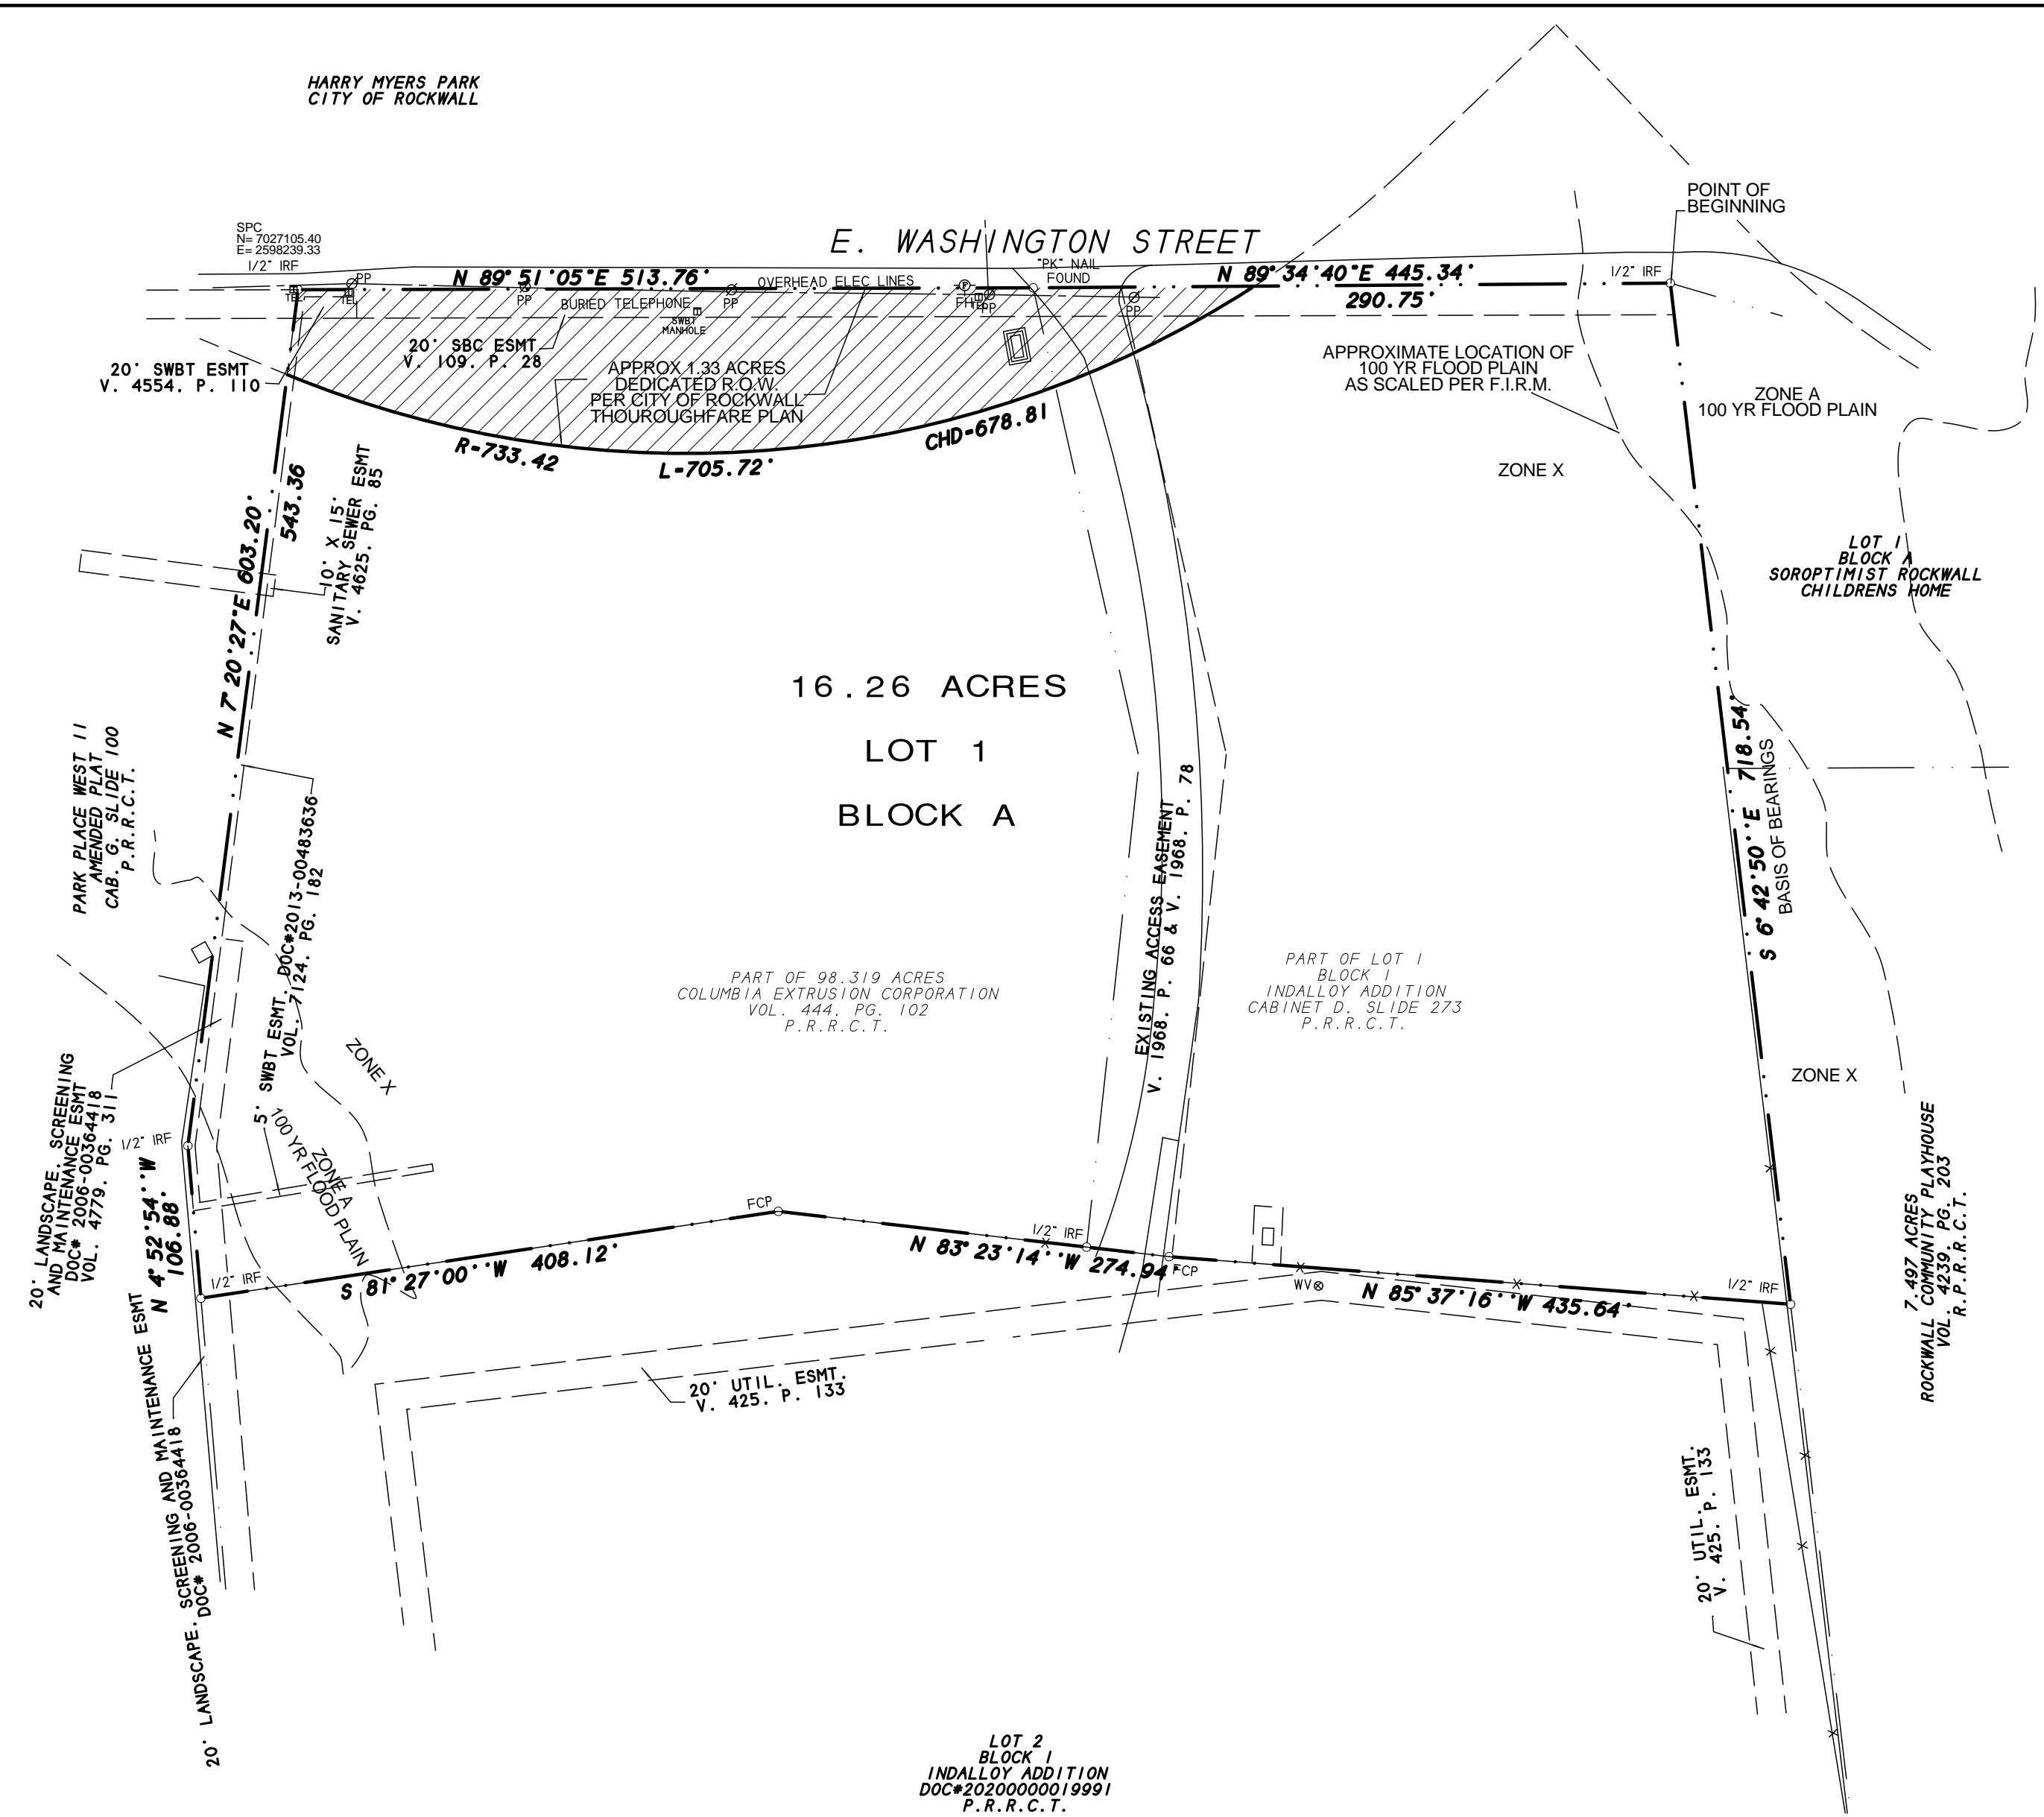 HARRY MYERS PARK
CITY OF ROCKWALL
POINT OF
BEGINNING
SPC
N= 7027105.40
E= 2598239.33
1/2" IRF
E. WASHINGTON STREET
"PK" NAIL
FOUND
PP
N 89°51'05"E 513.76'
OVERHEAD ELEC LINES
N 89°34'40"E 445.34'
1/2" IRF
290.75'
TEL
TEL
PP
BURIED TELEPHONE
PP
FH
TEL
PP
PP
SWBT
MANHOLE
20' SBC ESMT
V. 109, P. 28
20' SWBT ESMT
V. 4554, P. 110
APPROX 1.33 ACRES
DEDICATED R.O.W.
PER CITY OF ROCKWALL
THOUROUGHFARE PLAN
APPROXIMATE LOCATION OF
100 YR FLOOD PLAIN
AS SCALED PER F.I.R.M.
ZONE A
100 YR FLOOD PLAIN
R-733.42
L-705.72'
CHD-678.81
ZONE X
N 7°20'27"E 603.20'
543.36
10' X 15'
SANITARY SEWER ESMT
V. 4625, PG. 85
LOT 1
BLOCK A
SOROPTIMIST ROCKWALL
CHILDRENS HOME
16.26 ACRES
LOT 1
BLOCK A
S 6°42'50"E 718.54'
BASIS OF BEARINGS
PARK PLACE WEST II
AMENDED PLAT
CAB. G, SLIDE 100
P.R.R.C.T.
5' SWBT ESMT. DOC#2013-00483636
VOL. 7124, PG. 182
EXISTING ACCESS EASEMENT
V. 1968, P. 66 & V. 1968, P. 78
PART OF 98.319 ACRES
COLUMBIA EXTRUSION CORPORATION
VOL. 444, PG. 102
P.R.R.C.T.
PART OF LOT 1
BLOCK 1
INDALLOY ADDITION
CABINET D, SLIDE 273
P.R.R.C.T.
ZONE X
ZONE X
20' LANDSCAPE, SCREENING
AND MAINTENANCE ESMT
DOC# 2006-00364418
VOL. 4779, PG. 311
1/2" IRF
N 4°52'54"W
106.88'
ZONE A
100 YR FLOOD PLAIN
7.497 ACRES
ROCKWALL COMMUNITY PLAYHOUSE
VOL. 4239, PG. 203
R.P.R.R.C.T.
FCP
1/2" IRF
N 83°23'14"W 274.94'
FCP
1/2" IRF
S 81°27'00"W 408.12'
WV
N 85°37'16"W 435.64'
1/2" IRF
20' UTIL. ESMT.
V. 425, P. 133
20' LANDSCAPE, SCREENING AND MAINTENANCE ESMT
DOC# 2006-00364418
20' UTIL. ESMT.
V. 425, P. 133
LOT 2
BLOCK 1
INDALLOY ADDITION
DOC#20200000019991
P.R.R.C.T.